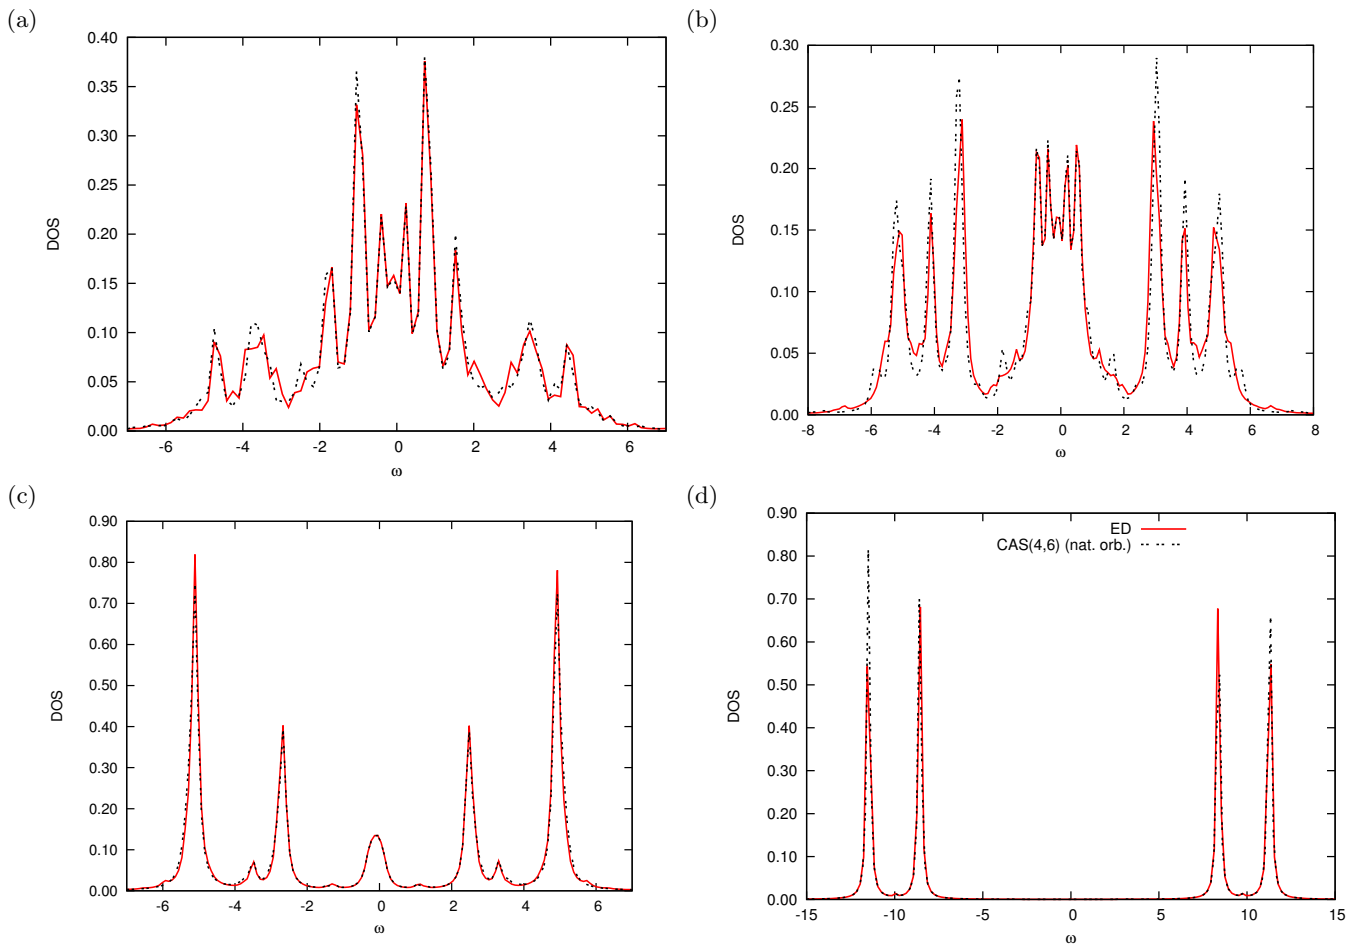 (a)
0.40
0.35
0.30
0.25
0.20
0.15
0.10
0.05
0.00
DOS
-6 -4 -2 0 2 4 6
ω
(b)
0.30
0.25
0.20
0.15
0.10
0.05
0.00
DOS
-8 -6 -4 -2 0 2 4 6 8
ω
(c)
0.90
0.80
0.70
0.60
0.50
0.40
0.30
0.20
0.10
0.00
DOS
-6 -4 -2 0 2 4 6
ω
(d)
0.90
0.80
0.70
0.60
0.50
0.40
0.30
0.20
0.10
0.00
DOS
ED
CAS(4,6) (nat. orb.)
-15 -10 -5 0 5 10 15
ω